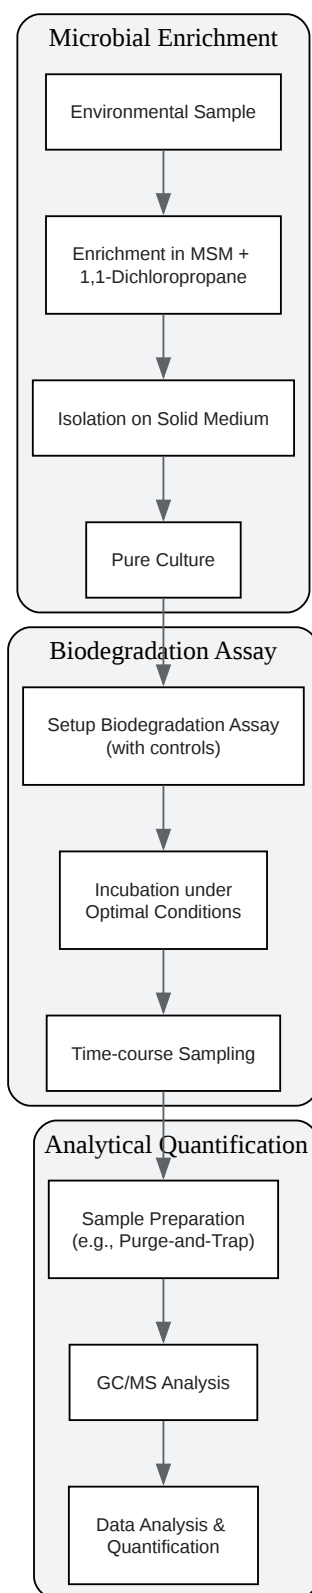 Microbial Enrichment
Environmental Sample
Enrichment in MSM +
1,1-Dichloropropane
Isolation on Solid Medium
Pure Culture
Biodegradation Assay
Setup Biodegradation Assay
(with controls)
Incubation under
Optimal Conditions
Time-course Sampling
Analytical Quantification
Sample Preparation
(e.g., Purge-and-Trap)
GC/MS Analysis
Data Analysis &
Quantification